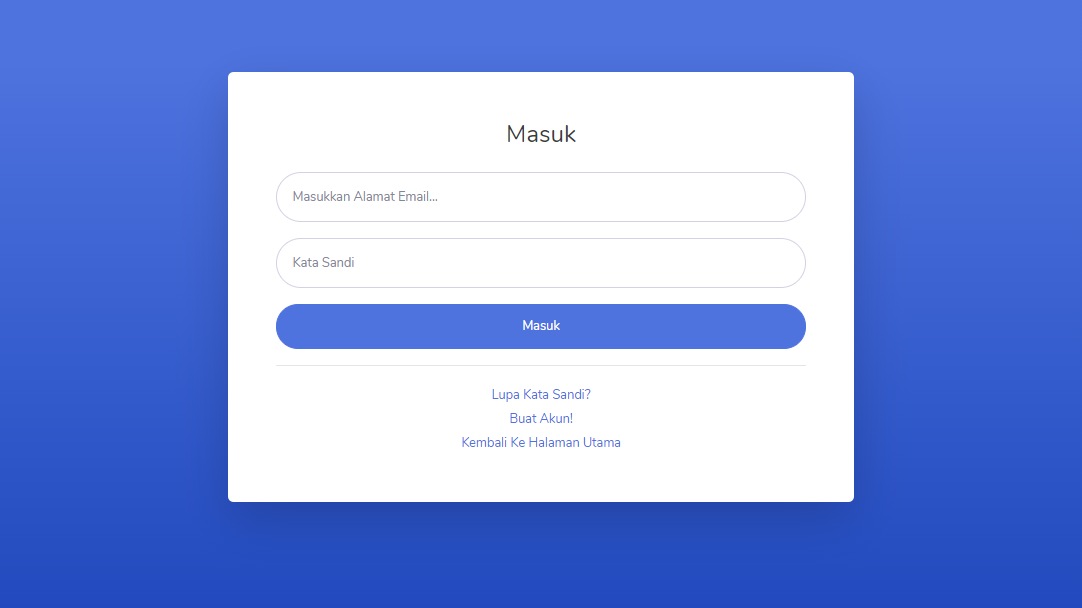 Masuk
Masukkan Alamat Email...
Kata Sandi
Masuk
Lupa Kata Sandi?
Buat Akun!
Kembali Ke Halaman Utama